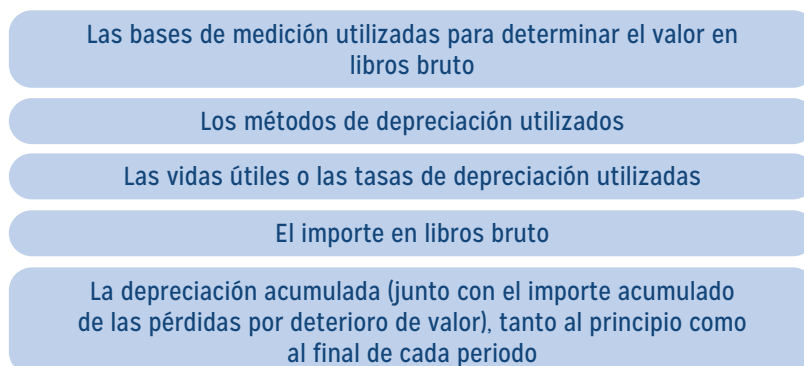 Las bases de medición utilizadas para determinar el valor en
libros bruto
Los métodos de depreciación utilizados
Las vidas útiles o las tasas de depreciación utilizadas
El importe en libros bruto
La depreciación acumulada (junto con el importe acumulado
de las pérdidas por deterioro de valor), tanto al principio como
al final de cada periodo